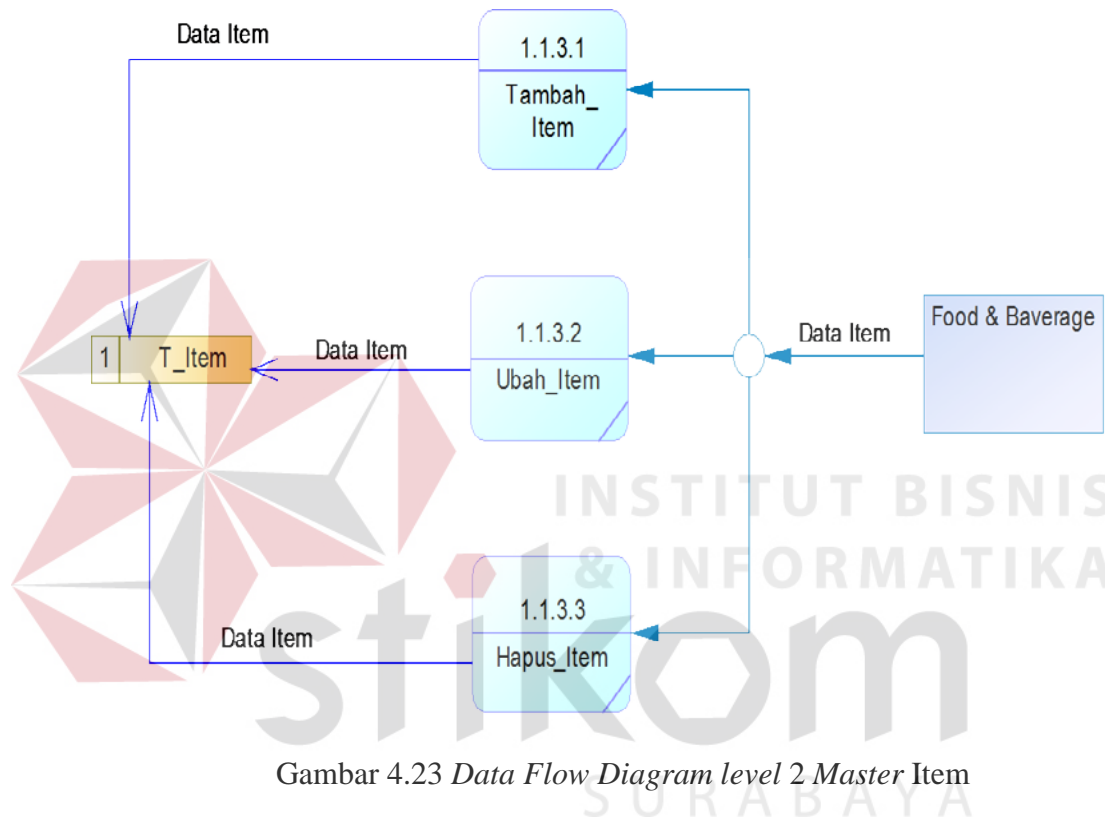 Data Item
1.1.3.1
Tambah_
Item
1.1.3.2
Ubah_Item
Data Item
1
T_Item
Data Item
Food & Baverage
INSTITUT BISNIS
& INFORMATIKA
1.1.3.3
Hapus_Item
Data Item
stikom
Gambar 4.23 Data Flow Diagram level 2 Master Item
SURABAYA